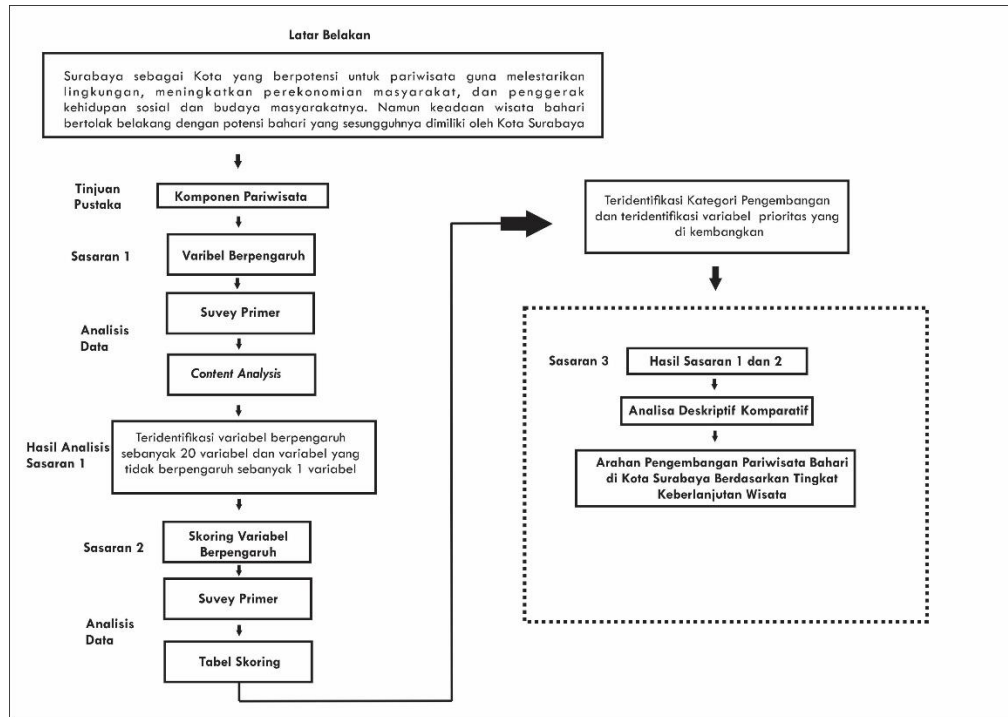 Latar Belakan
Surabaya sebagai Kota yang berpotensi untuk pariwisata guna melestarikan
lingkungan, meningkatkan perekonomian masyarakat, dan penggerak
kehidupan sosial dan budaya masyarakatnya. Namun keadaan wisata bahari
bertolak belakang dengan potensi bahari yang sesungguhnya dimiliki oleh Kota Surabaya
Tinjuan
Pustaka
Komponen Pariwisata
Sasaran 1
Varibel Berpengaruh
Analisis
Data
Suvey Primer
Content Analysis
Hasil Analisis
Sasaran 1
Teridentifikasi variabel berpengaruh
sebanyak 20 variabel dan variabel yang
tidak berpengaruh sebanyak 1 variabel
Sasaran 2
Skoring Variabel
Berpengaruh
Analisis
Data
Suvey Primer
Tabel Skoring
Teridentifikasi Kategori Pengembangan
dan teridentifikasi variabel prioritas yang
di kembangkan
Sasaran 3
Hasil Sasaran 1 dan 2
Analisa Deskriptif Komparatif
Arahan Pengembangan Pariwisata Bahari
di Kota Surabaya Berdasarkan Tingkat
Keberlanjutan Wisata